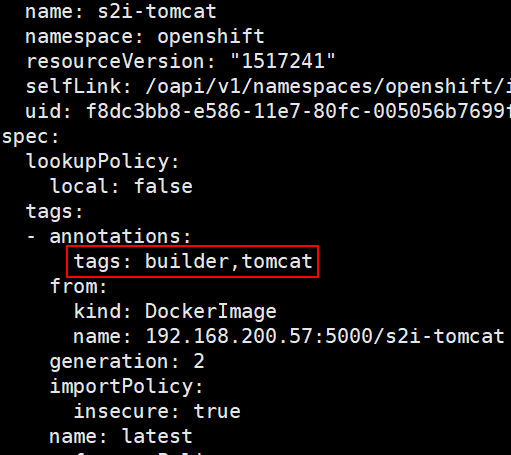 name: s2i-tomcat
namespace: openshift
resourceVersion: "1517241"
selfLink: /oapi/v1/namespaces/openshift/
uid: f8dc3bb8-e586-11e7-80fc-005056b7699f
spec:
lookupPolicy:
local: false
tags:
- annotations:
tags: builder,tomcat
from:
kind: DockerImage
name: 192.168.200.57:5000/s2i-tomcat
generation: 2
importPolicy:
insecure: true
name: latest